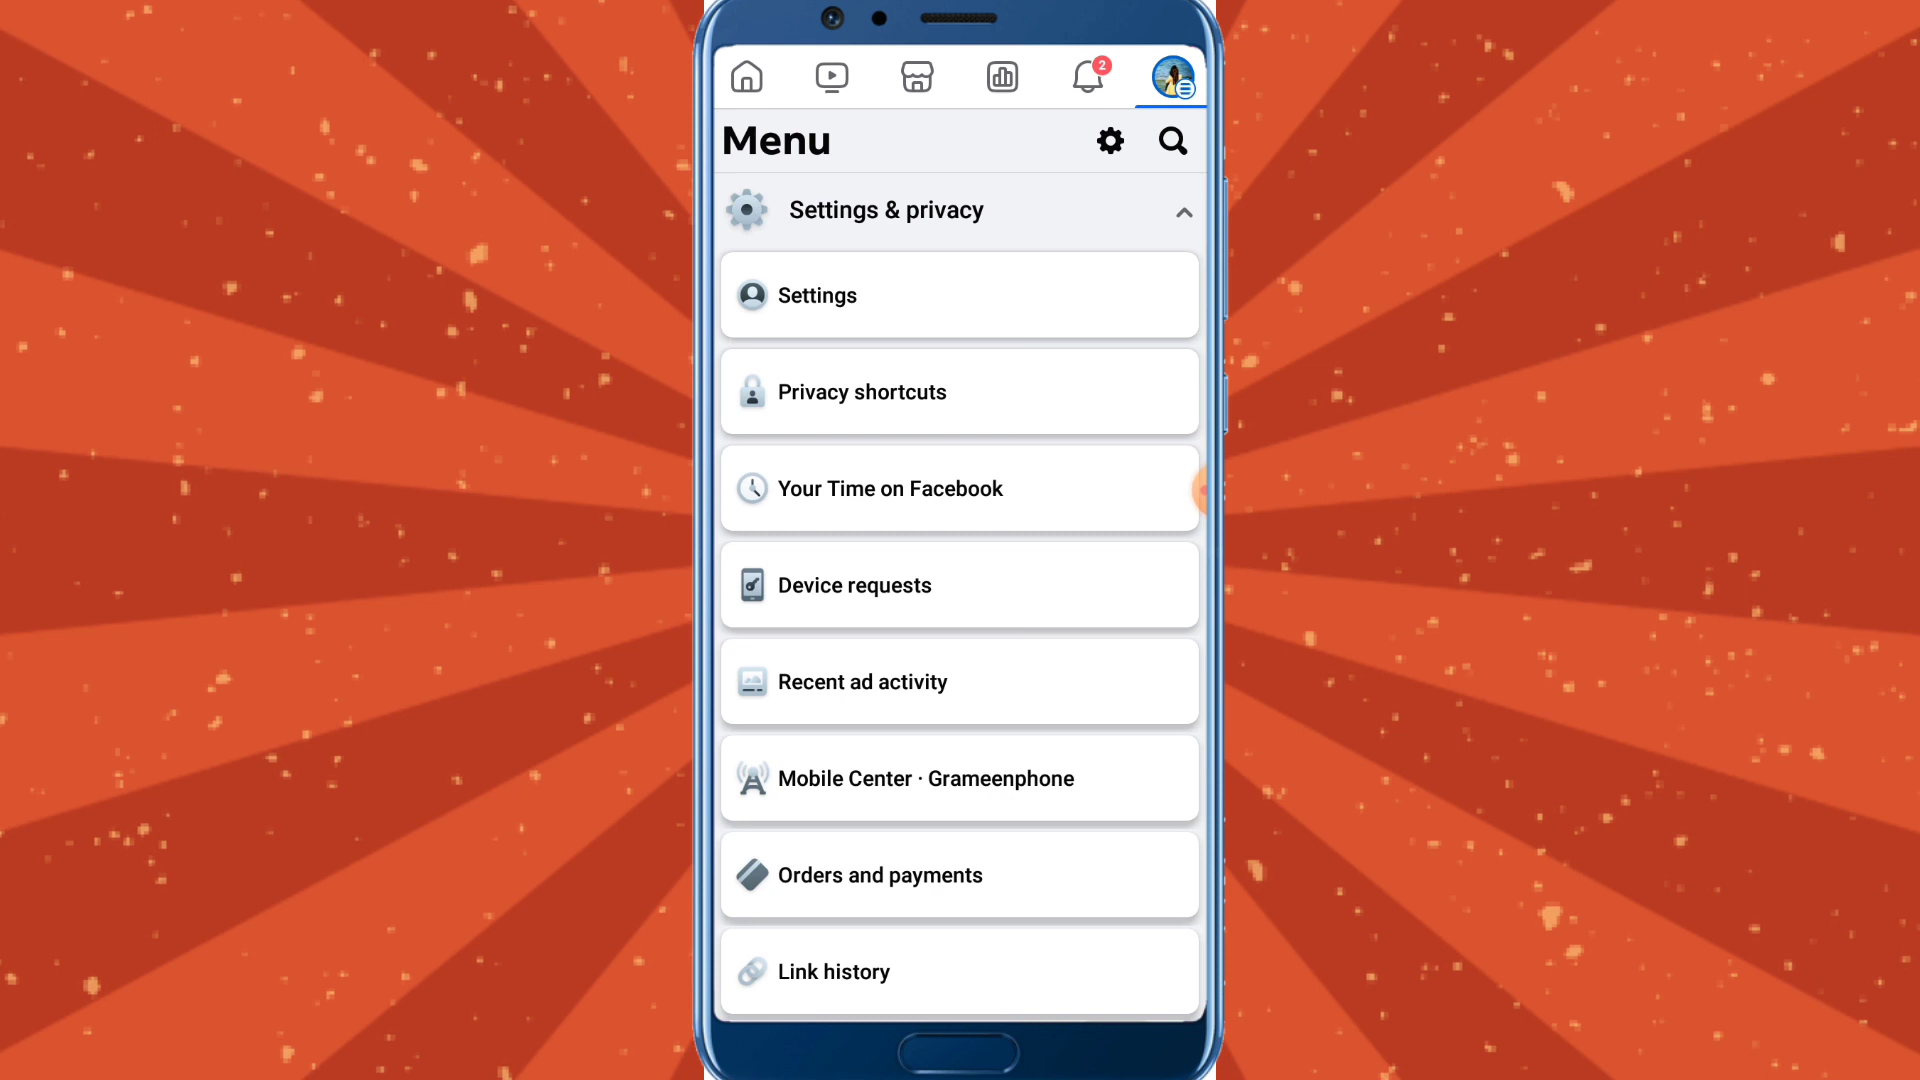 2
Menu
Settings & privacy
Settings
Privacy shortcuts
Your Time on Facebook
Device requests
Recent ad activity
Mobile Center · Grameenphone
Orders and payments
Link history